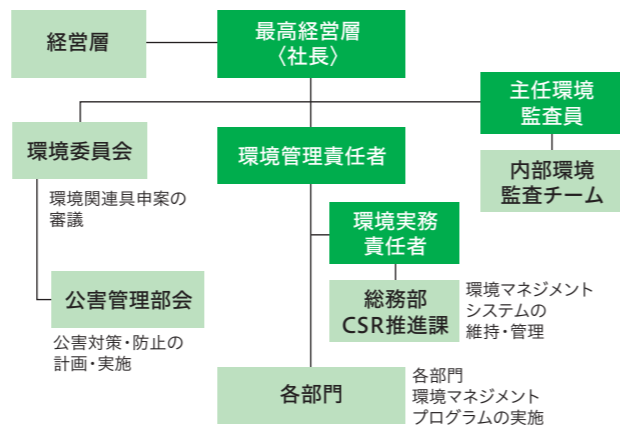 経営層
最高経営層
〈社長〉
主任環境
監査員
環境委員会
環境管理責任者
内部環境
監査チーム
環境関連具申案の
審議
環境実務
責任者
公害管理部会
総務部
CSR推進課
環境マネジメント
システムの
維持・管理
公害対策・防止の
計画・実施
各部門
各部門
環境マネジメント
プログラムの実施